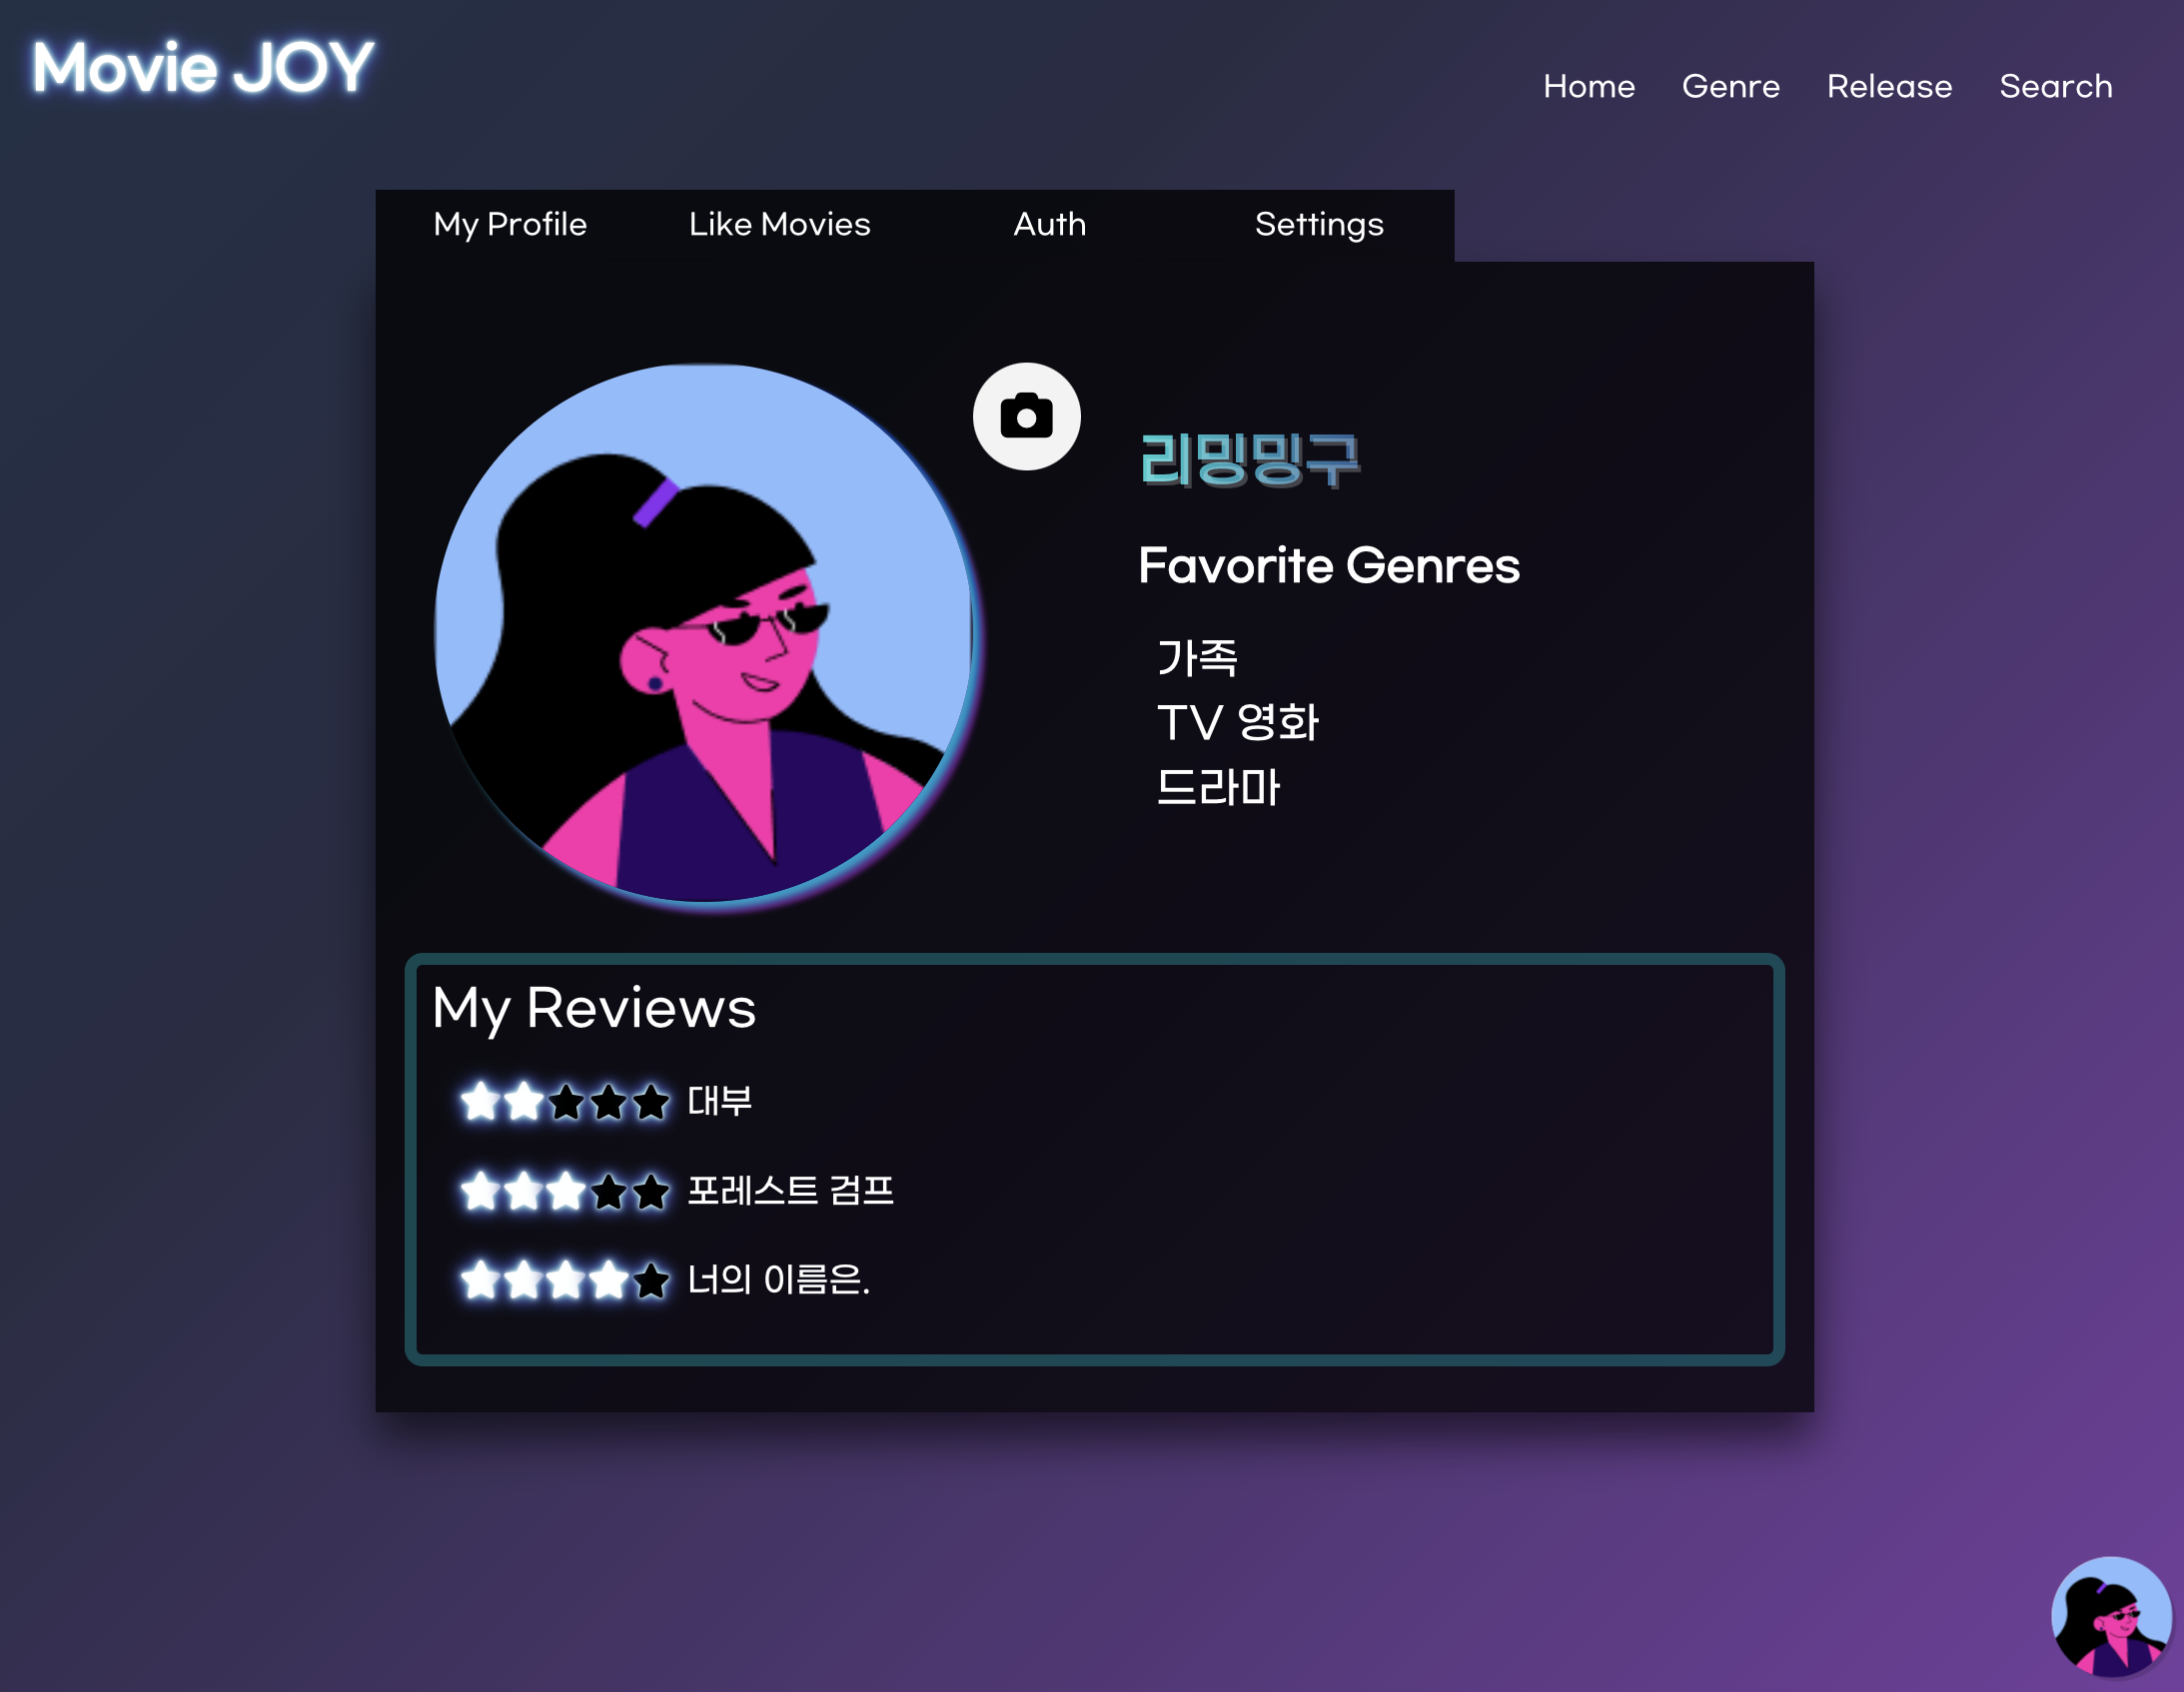 Movie JOY
Home Genre Release Search
My Profile Like Movies Auth Settings
리밍밍구
Favorite Genres
가족
TV 영화
드라마
My Reviews
대부
포레스트 검프
너의 이름은.